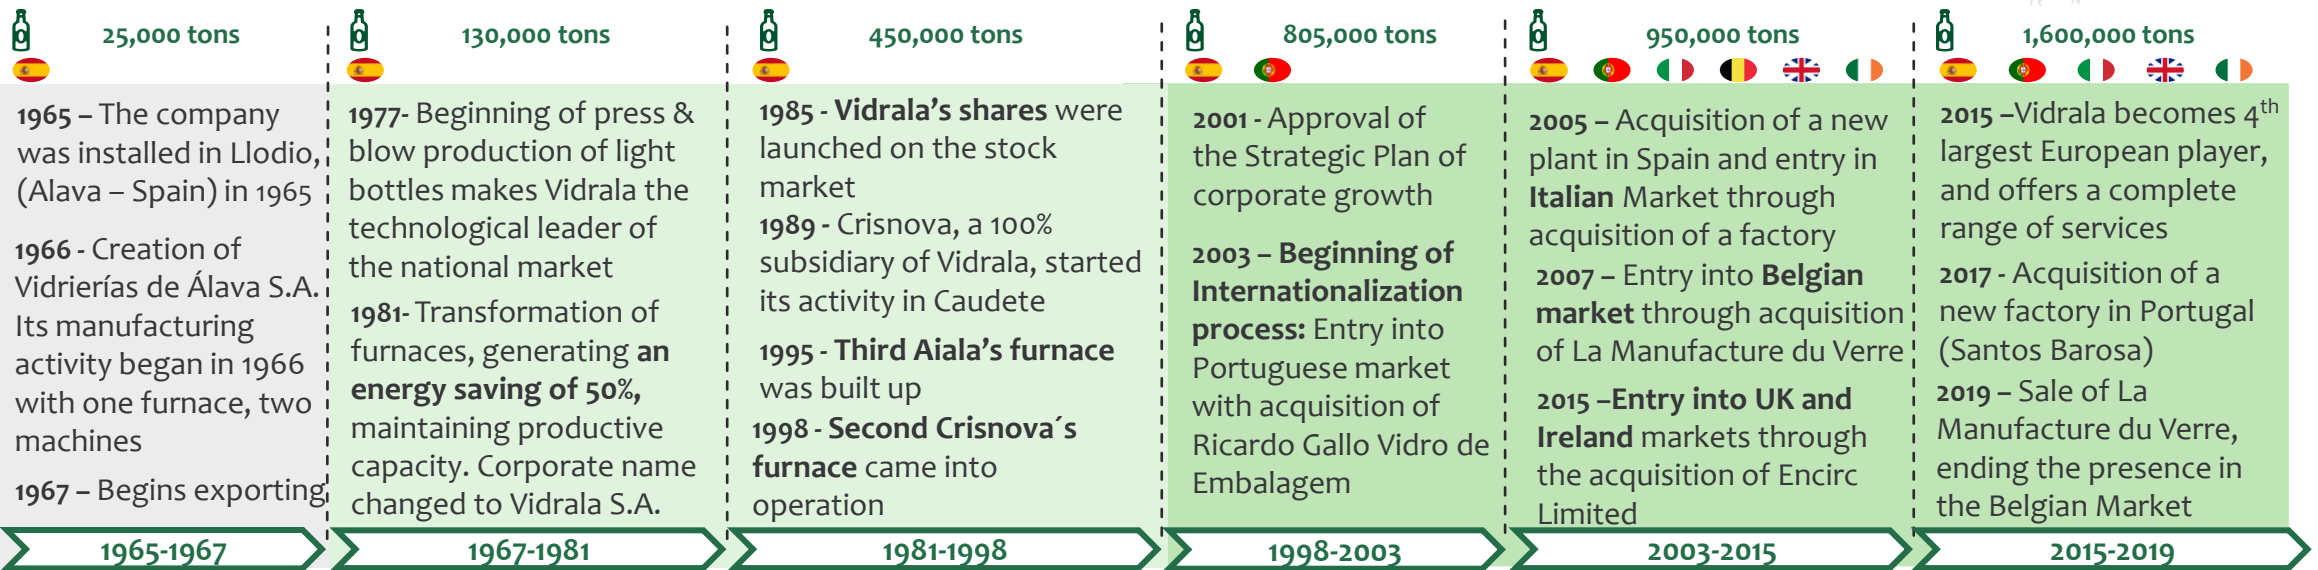 25,000 tons
1965 – The company
was installed in Llodio,
(Alava – Spain) in 1965
1966 - Creation of
Vidrierías de Álava S.A.
Its manufacturing
activity began in 1966
with one furnace, two
machines
1967 – Begins exporting
1965-1967
130,000 tons
1977- Beginning of press &
blow production of light
bottles makes Vidrala the
technological leader of
the national market
1981- Transformation of
furnaces, generating an
energy saving of 50%,
maintaining productive
capacity. Corporate name
changed to Vidrala S.A.
1967-1981
450,000 tons
1985 - Vidrala’s shares were
launched on the stock
market
1989 - Crisnova, a 100%
subsidiary of Vidrala, started
its activity in Caudete
1995 - Third Aiala’s furnace
was built up
1998 - Second Crisnova´s
furnace came into
operation
1981-1998
805,000 tons
2001 - Approval of
the Strategic Plan of
corporate growth
2003 – Beginning of
Internationalization
process: Entry into
Portuguese market
with acquisition of
Ricardo Gallo Vidro de
Embalagem
1998-2003
950,000 tons
2005 – Acquisition of a new
plant in Spain and entry in
Italian Market through
acquisition of a factory
2007 – Entry into Belgian
market through acquisition
of La Manufacture du Verre
2015 –Entry into UK and
Ireland markets through
the acquisition of Encirc
Limited
2003-2015
1,600,000 tons
2015 –Vidrala becomes 4th
largest European player,
and offers a complete
range of services
2017 - Acquisition of a
new factory in Portugal
(Santos Barosa)
2019 – Sale of La
Manufacture du Verre,
ending the presence in
the Belgian Market
2015-2019